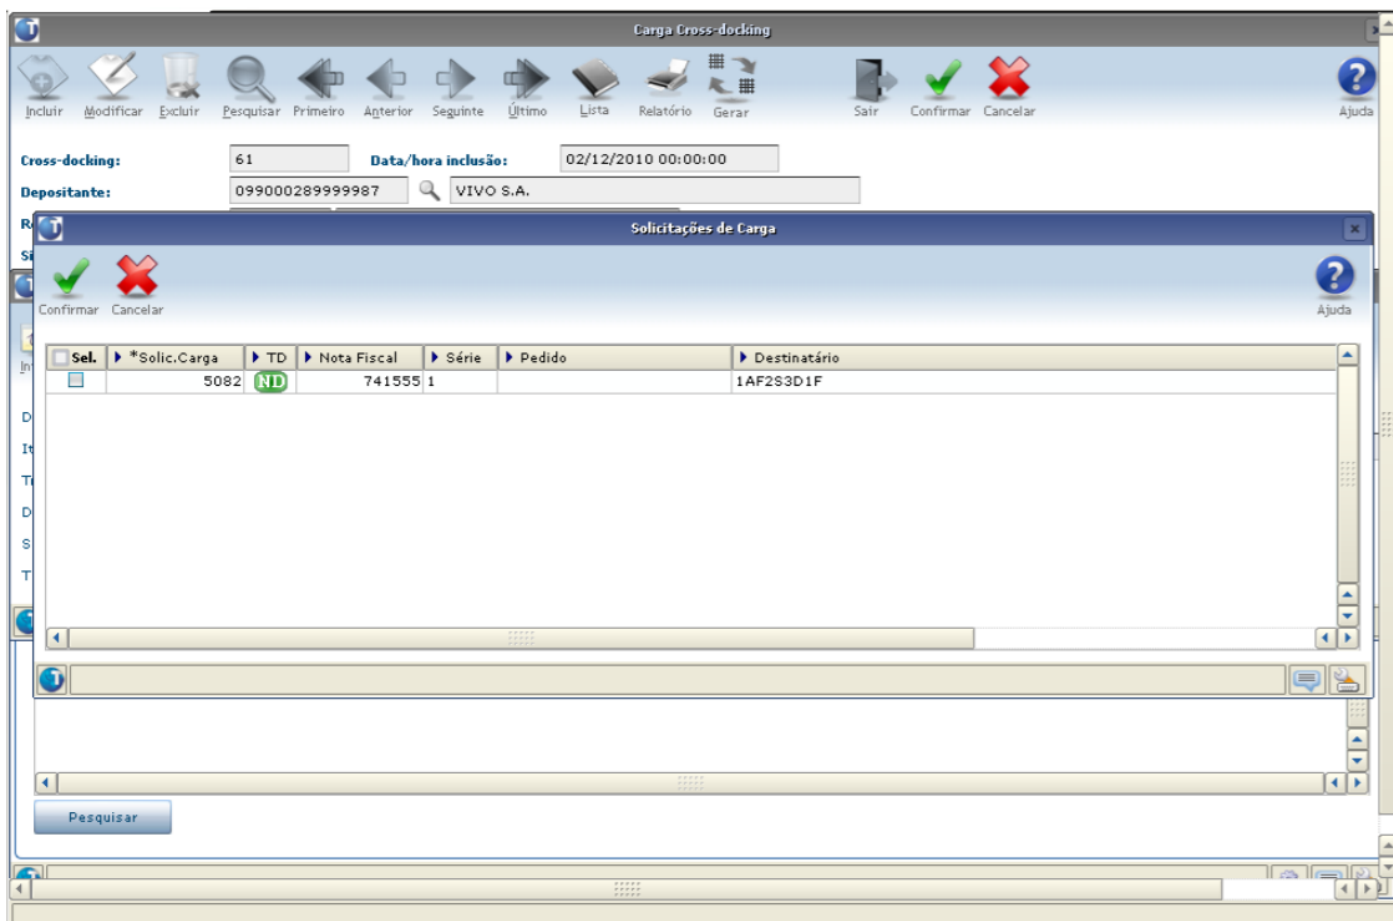 Carga Cross-docking
Incluir Modificar Excluir Pesquisar Primeiro Anterior Seguinte Último Lista Relatório Gerar Sair Confirmar Cancelar Ajuda
Cross-docking: 61 Data/hora inclusão: 02/12/2010 00:00:00
Depositante: 099000289999987 VIVO S.A.
Solicitações de Carga
Confirmar Cancelar Ajuda
Sel. *Solic.Carga TD Nota Fiscal Série Pedido Destinatário
5082 ND 741555 1 1AF2S3D1F
Pesquisar